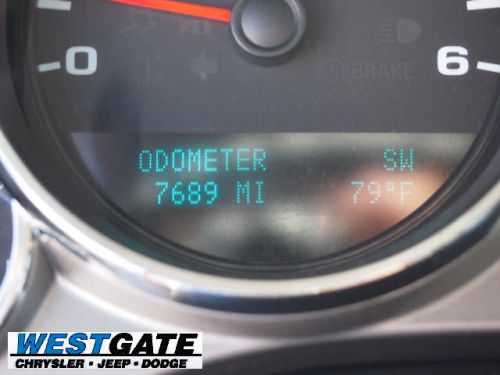 0 6
BRAKE
ODOMETER SW
7689 MI 79°F
WESTGATE
CHRYSLER • JEEP • DODGE